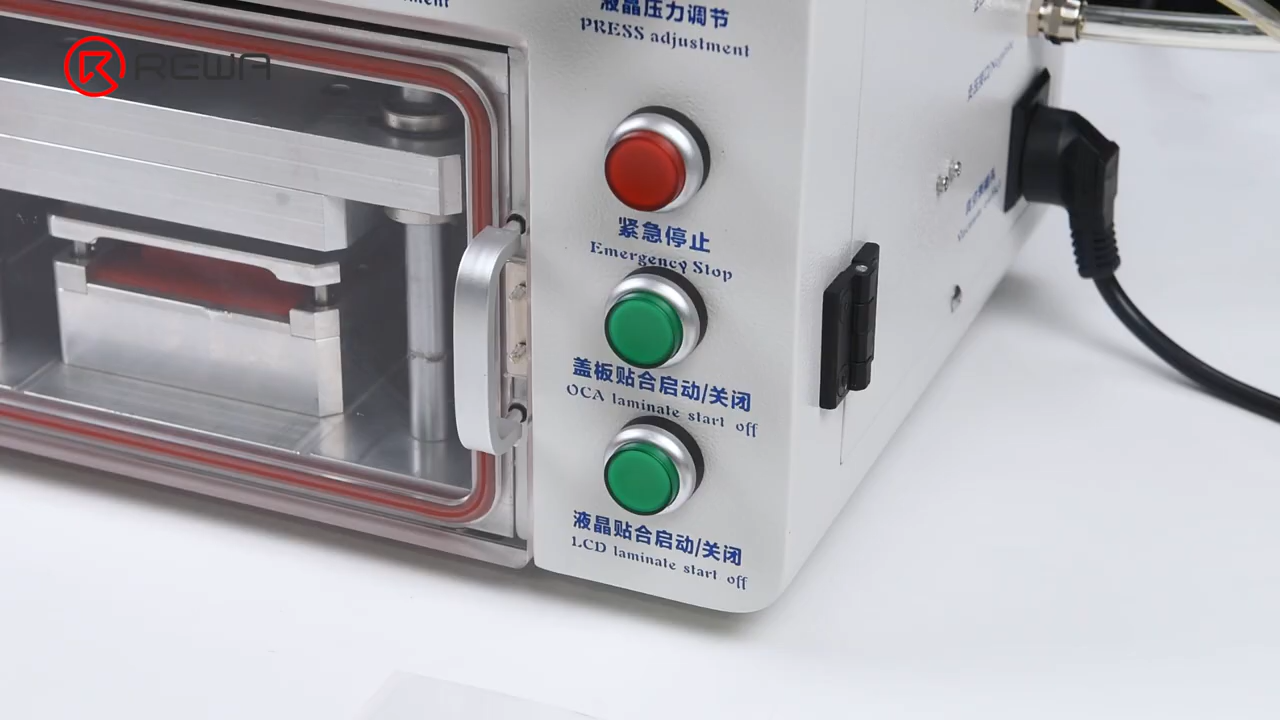 REWA
液晶压力调节
PRESS adjustment
紧急停止
Emergency Stop
盖板贴合启动/关闭
OCA laminate start off
液晶贴合启动/关闭
LCD laminate start off